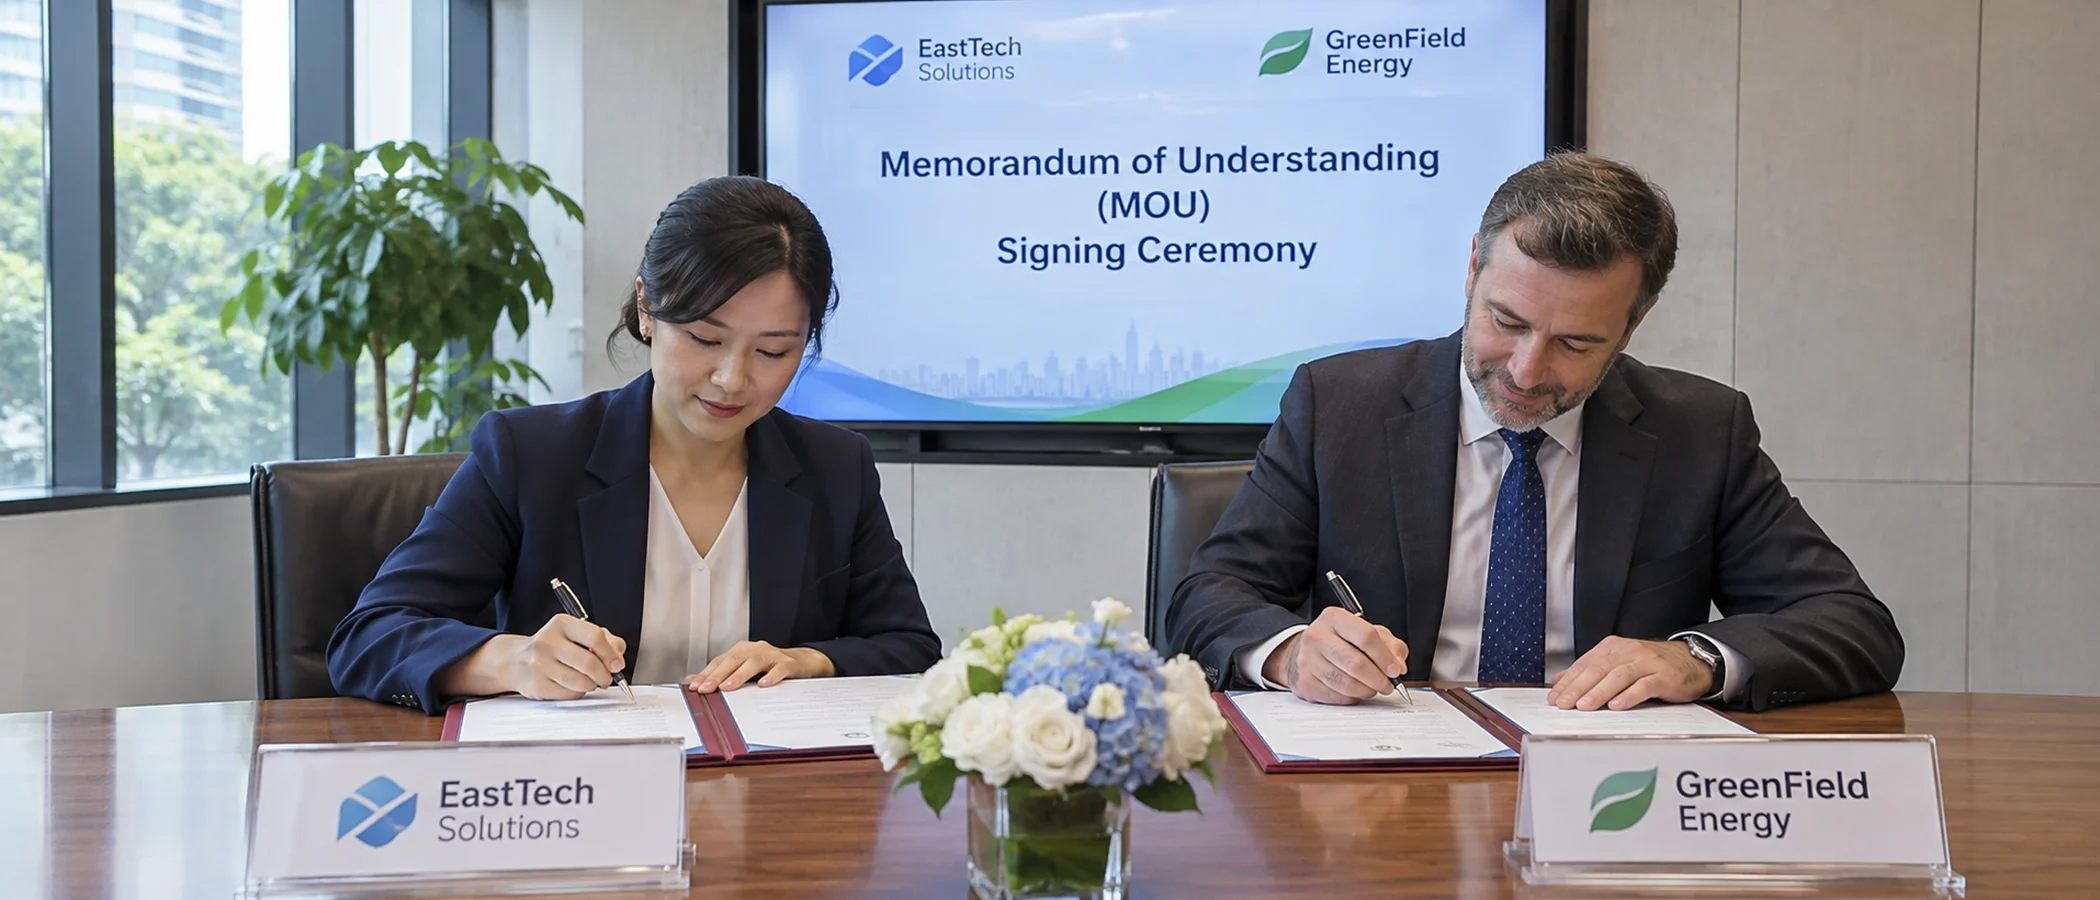 EastTech
Solutions
GreenField
Energy
Memorandum of Understanding
(MOU)
Signing Ceremony
EastTech
Solutions
GreenField
Energy